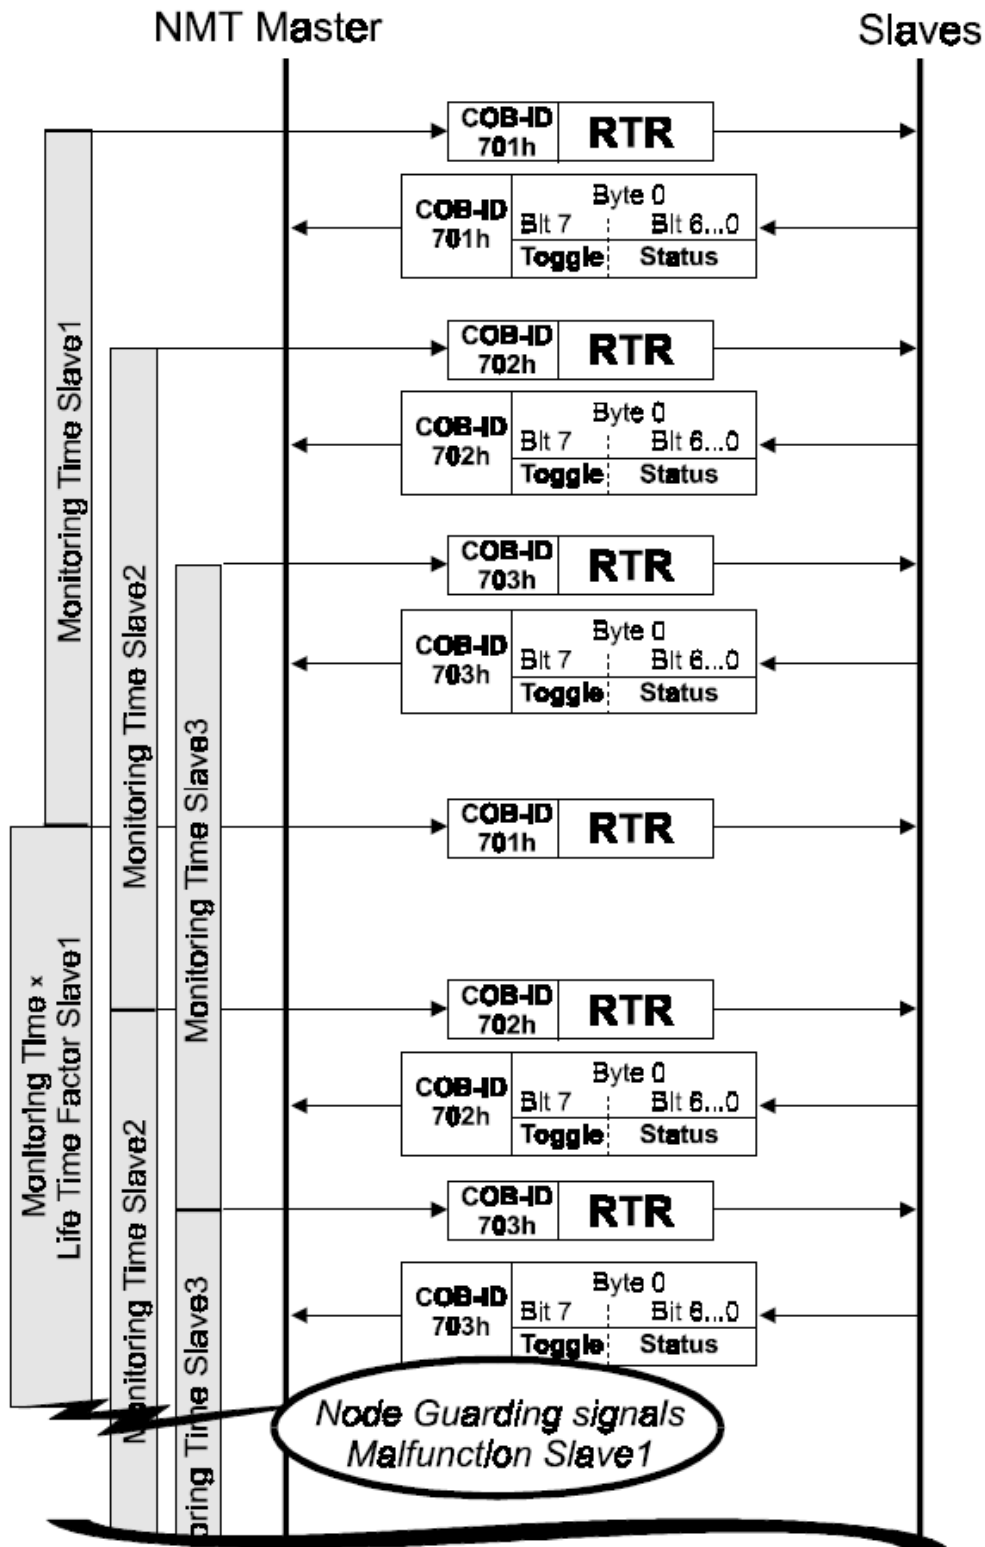 NMT Master
Slaves
COB-ID
701h
RTR
COB-ID
701h
Byte 0
Bit 7
Bit 6...0
Toggle
Status
Monitoring Time Slave1
COB-ID
702h
RTR
COB-ID
702h
Byte 0
Bit 7
Bit 6...0
Toggle
Status
Monitoring Time Slave2
COB-ID
703h
RTR
COB-ID
703h
Byte 0
Bit 7
Bit 6...0
Toggle
Status
Monitoring Time Slave3
COB-ID
701h
RTR
Monitoring Time x
Life Time Factor Slave1
COB-ID
702h
RTR
COB-ID
702h
Byte 0
Bit 7
Bit 6...0
Toggle
Status
Monitoring Time Slave2
COB-ID
703h
RTR
COB-ID
703h
Byte 0
Bit 7
Bit 6...0
Toggle
Status
oring Time Slave3
Node Guarding signals
Malfunction Slave1